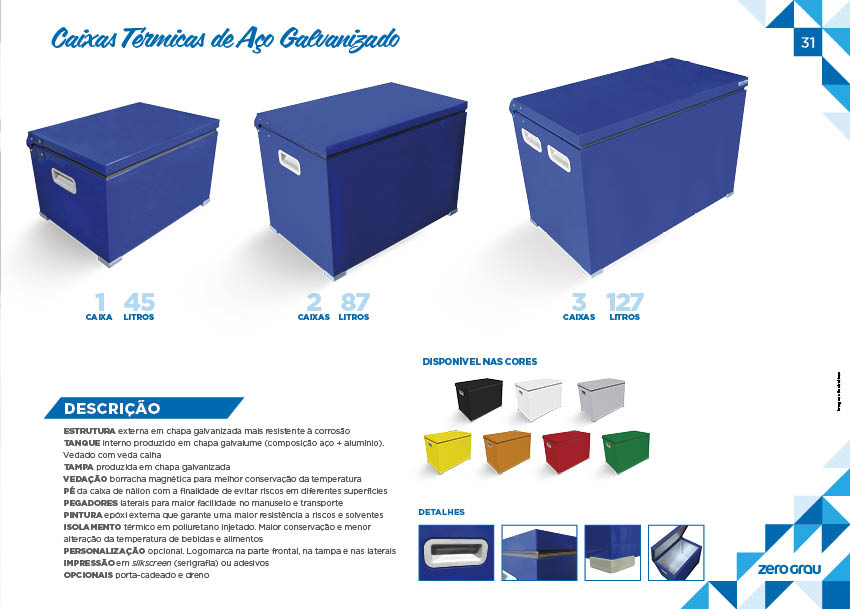 Caixas Térmicas de Aço Galvanizado
31
1 45
CAIXA LITROS
2 87
CAIXAS LITROS
3 127
CAIXAS LITROS
DISPONÍVEL NAS CORES
DESCRIÇÃO
ESTRUTURA externa em chapa galvanizada mais resistente à corrosão
TANQUE interno produzido em chapa galvalume (composição aço + alumínio).
Vedado com veda calha
TAMPA produzida em chapa galvanizada
VEDAÇÃO borracha magnética para melhor conservação da temperatura
PÉ da caixa de náilon com a finalidade de evitar riscos em diferentes superfícies
PEGADORES laterais para maior facilidade no manuseio e transporte
PINTURA epóxi externa que garante uma maior resistência a riscos e solventes
ISOLAMENTO térmico em poliuretano injetado. Maior conservação e menor
alteração da temperatura de bebidas e alimentos
PERSONALIZAÇÃO opcional. Logomarca na parte frontal, na tampa e nas laterais
IMPRESSÃO em silkscreen (serigrafia) ou adesivos
OPCIONAIS porta-cadeado e dreno
DETALHES
zero grau